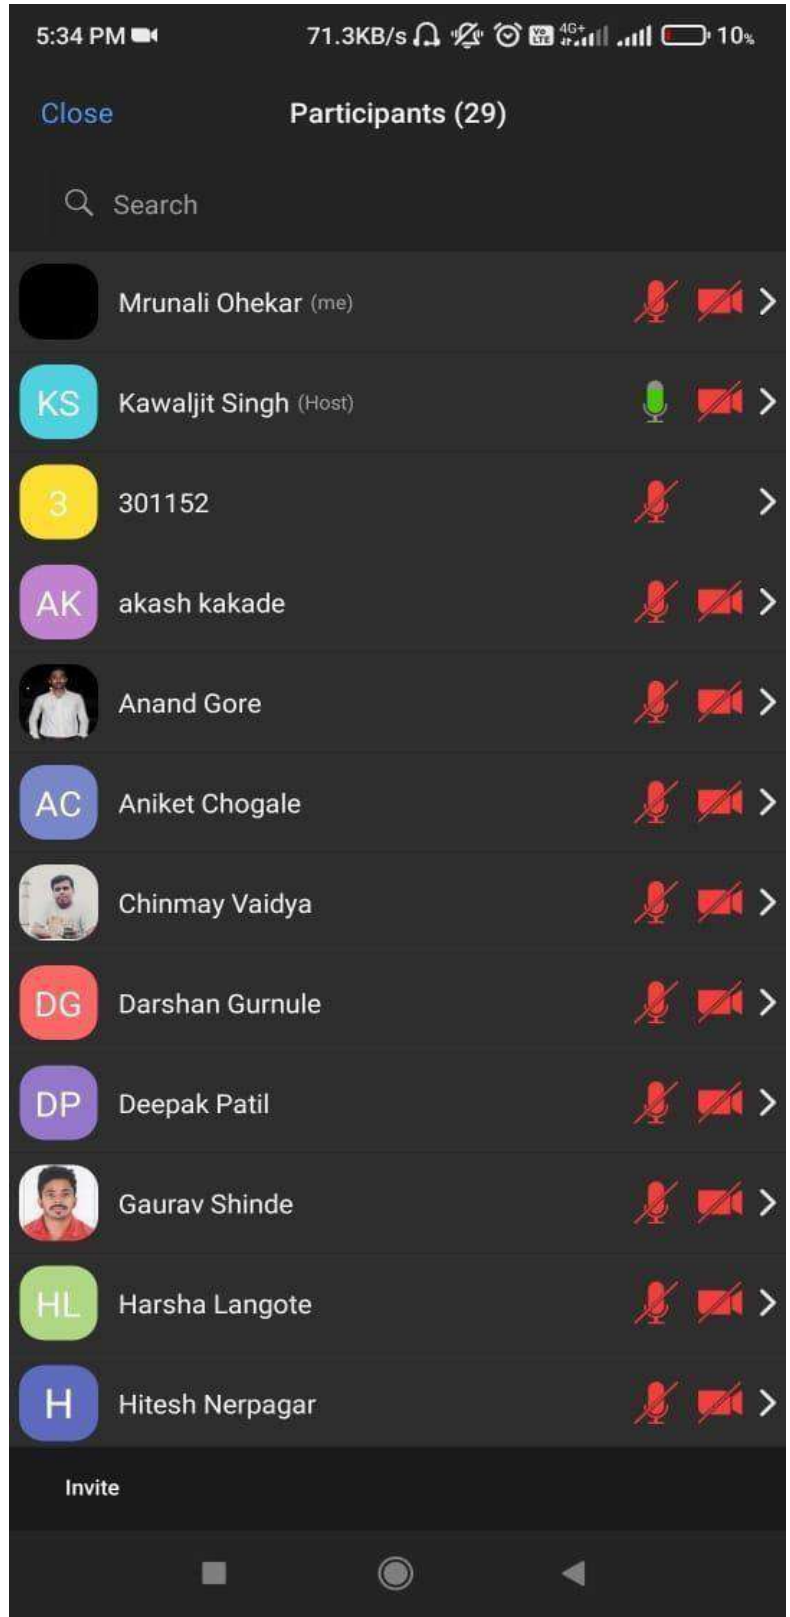 5:34 PM 71.3KB/s Vo LTE 4G+ 10%
Close Participants (29)
Search
Mrunali Ohekar (me)
KS Kawaljit Singh (Host)
3 301152
AK akash kakade
Anand Gore
AC Aniket Chogale
Chinmay Vaidya
DG Darshan Gurnule
DP Deepak Patil
Gaurav Shinde
HL Harsha Langote
H Hitesh Nerpagar
Invite